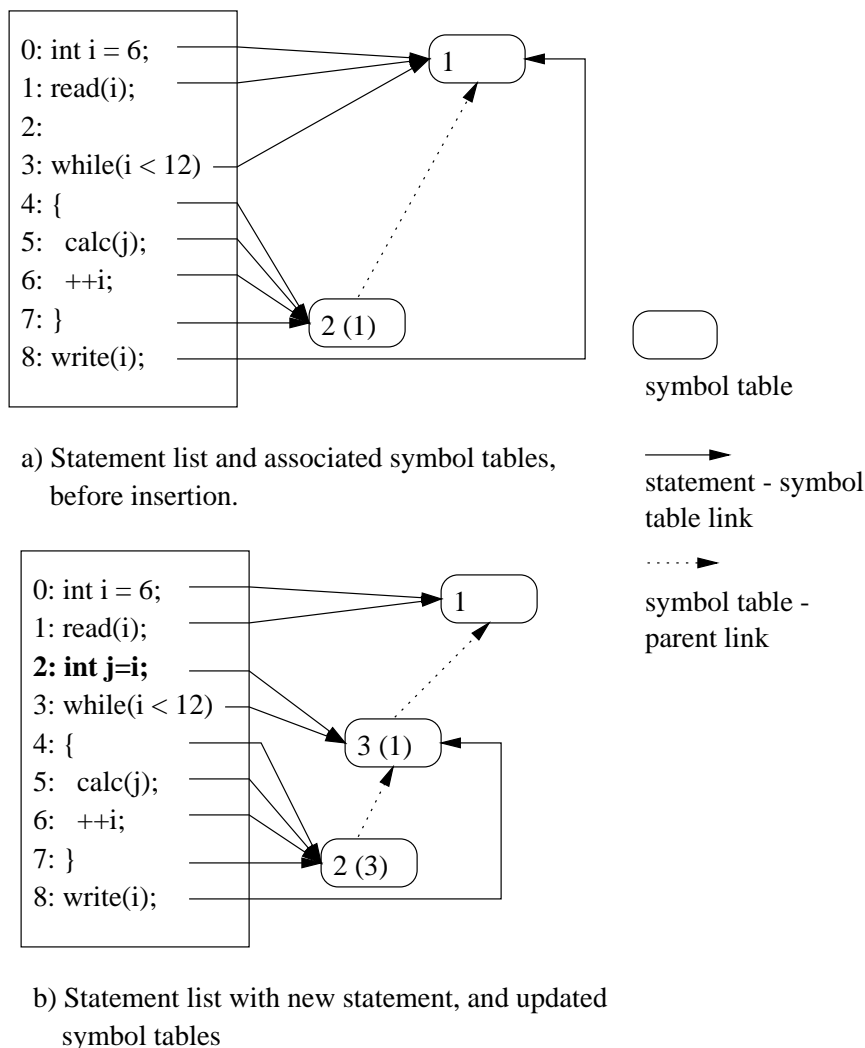 0: int i = 6;
1: read(i);
2:
3: while(i < 12)
4: {
5: calc(j);
6: ++i;
7: }
8: write(i);
1
2 (1)
symbol table
a) Statement list and associated symbol tables,
before insertion.
statement - symbol
table link
symbol table -
parent link
0: int i = 6;
1: read(i);
2: int j=i;
3: while(i < 12)
4: {
5: calc(j);
6: ++i;
7: }
8: write(i);
1
3 (1)
2 (3)
b) Statement list with new statement, and updated
symbol tables